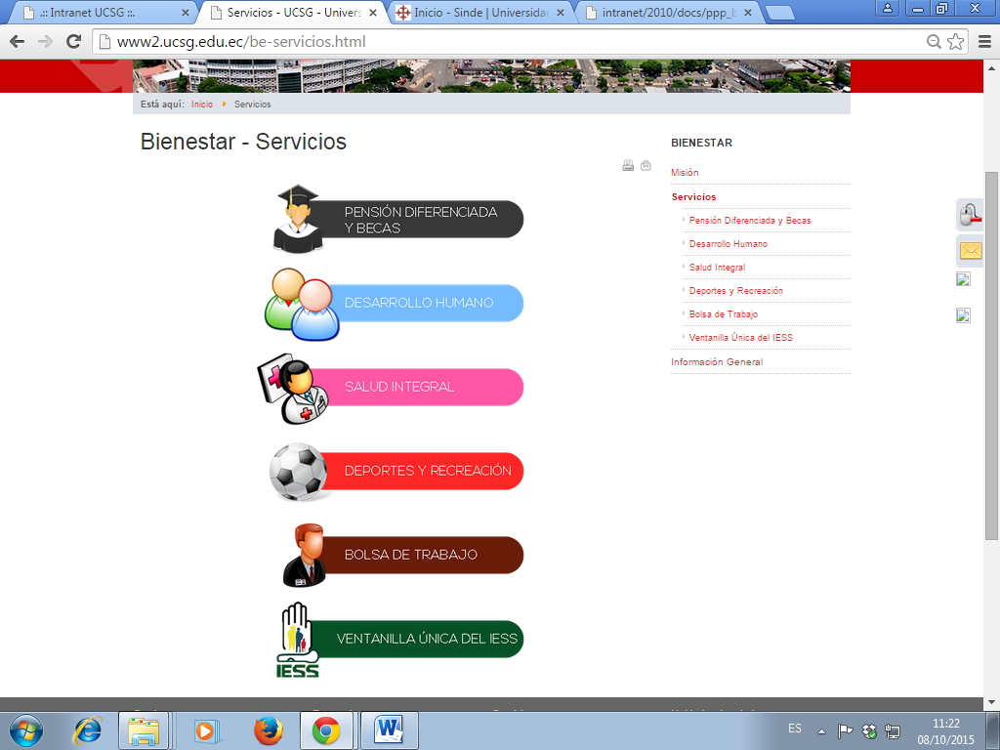 .:: Intranet UCSG ::.
Servicios - UCSG - Univers
Inicio - Sinde | Universida
intranet/2010/docs/ppp_b
www2.ucsg.edu.ec/be-servicios.html
Está aquí: Inicio Servicios
Bienestar - Servicios
PENSIÓN DIFERENCIADA
Y BECAS
DESARROLLO HUMANO
SALUD INTEGRAL
DEPORTES Y RECREACIÓN
BOLSA DE TRABAJO
VENTANILLA ÚNICA DEL IESS
IESS
BIENESTAR
Misión
Servicios
Pensión Diferenciada y Becas
Desarrollo Humano
Salud Integral
Deportes y Recreación
Bolsa de Trabajo
Ventanilla Única del IESS
Información General
ES
11:22
08/10/2015